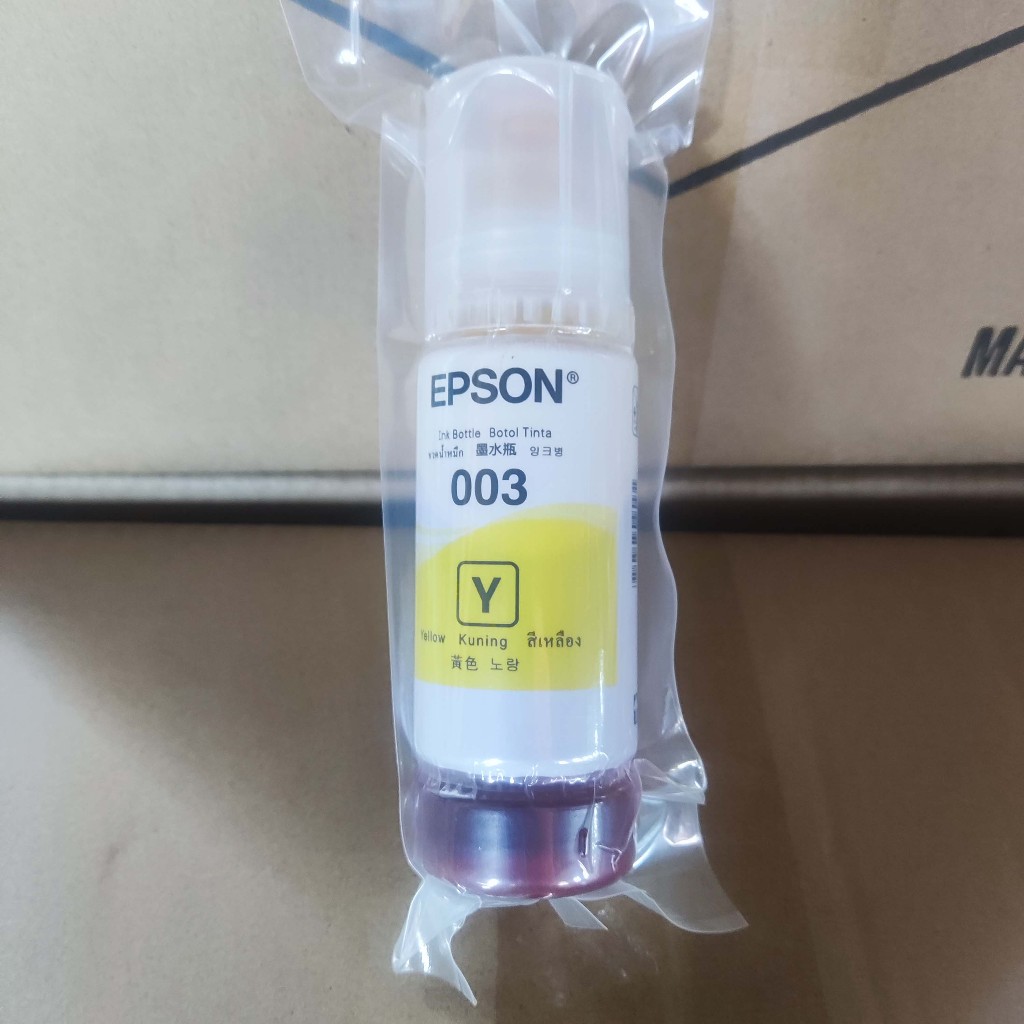 EPSON®
Ink Bottle Botol Tinta
ขวดน้ำหมึก 墨水瓶 잉크병
003
Y
Yellow Kuning สีเหลือง
黃色 노랑
MA